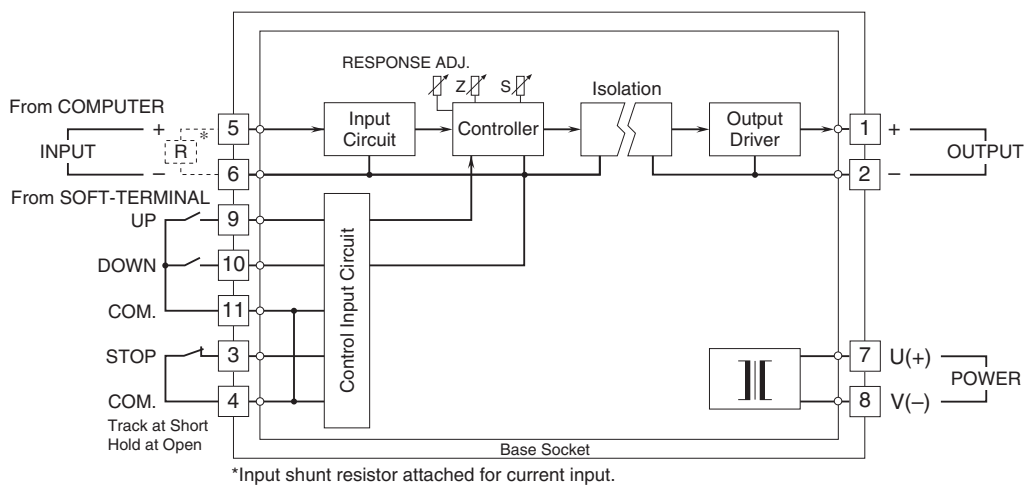 RESPONSE ADJ.
Z
S
Isolation
From COMPUTER
+
*
5
Input
Circuit
Controller
Output
Driver
1
+
INPUT
R
OUTPUT
–
6
2
–
From SOFT-TERMINAL
UP
9
DOWN
10
COM.
11
Control Input Circuit
STOP
3
7
U(+)
POWER
COM.
4
8
V(–)
Track at Short
Hold at Open
Base Socket
*Input shunt resistor attached for current input.